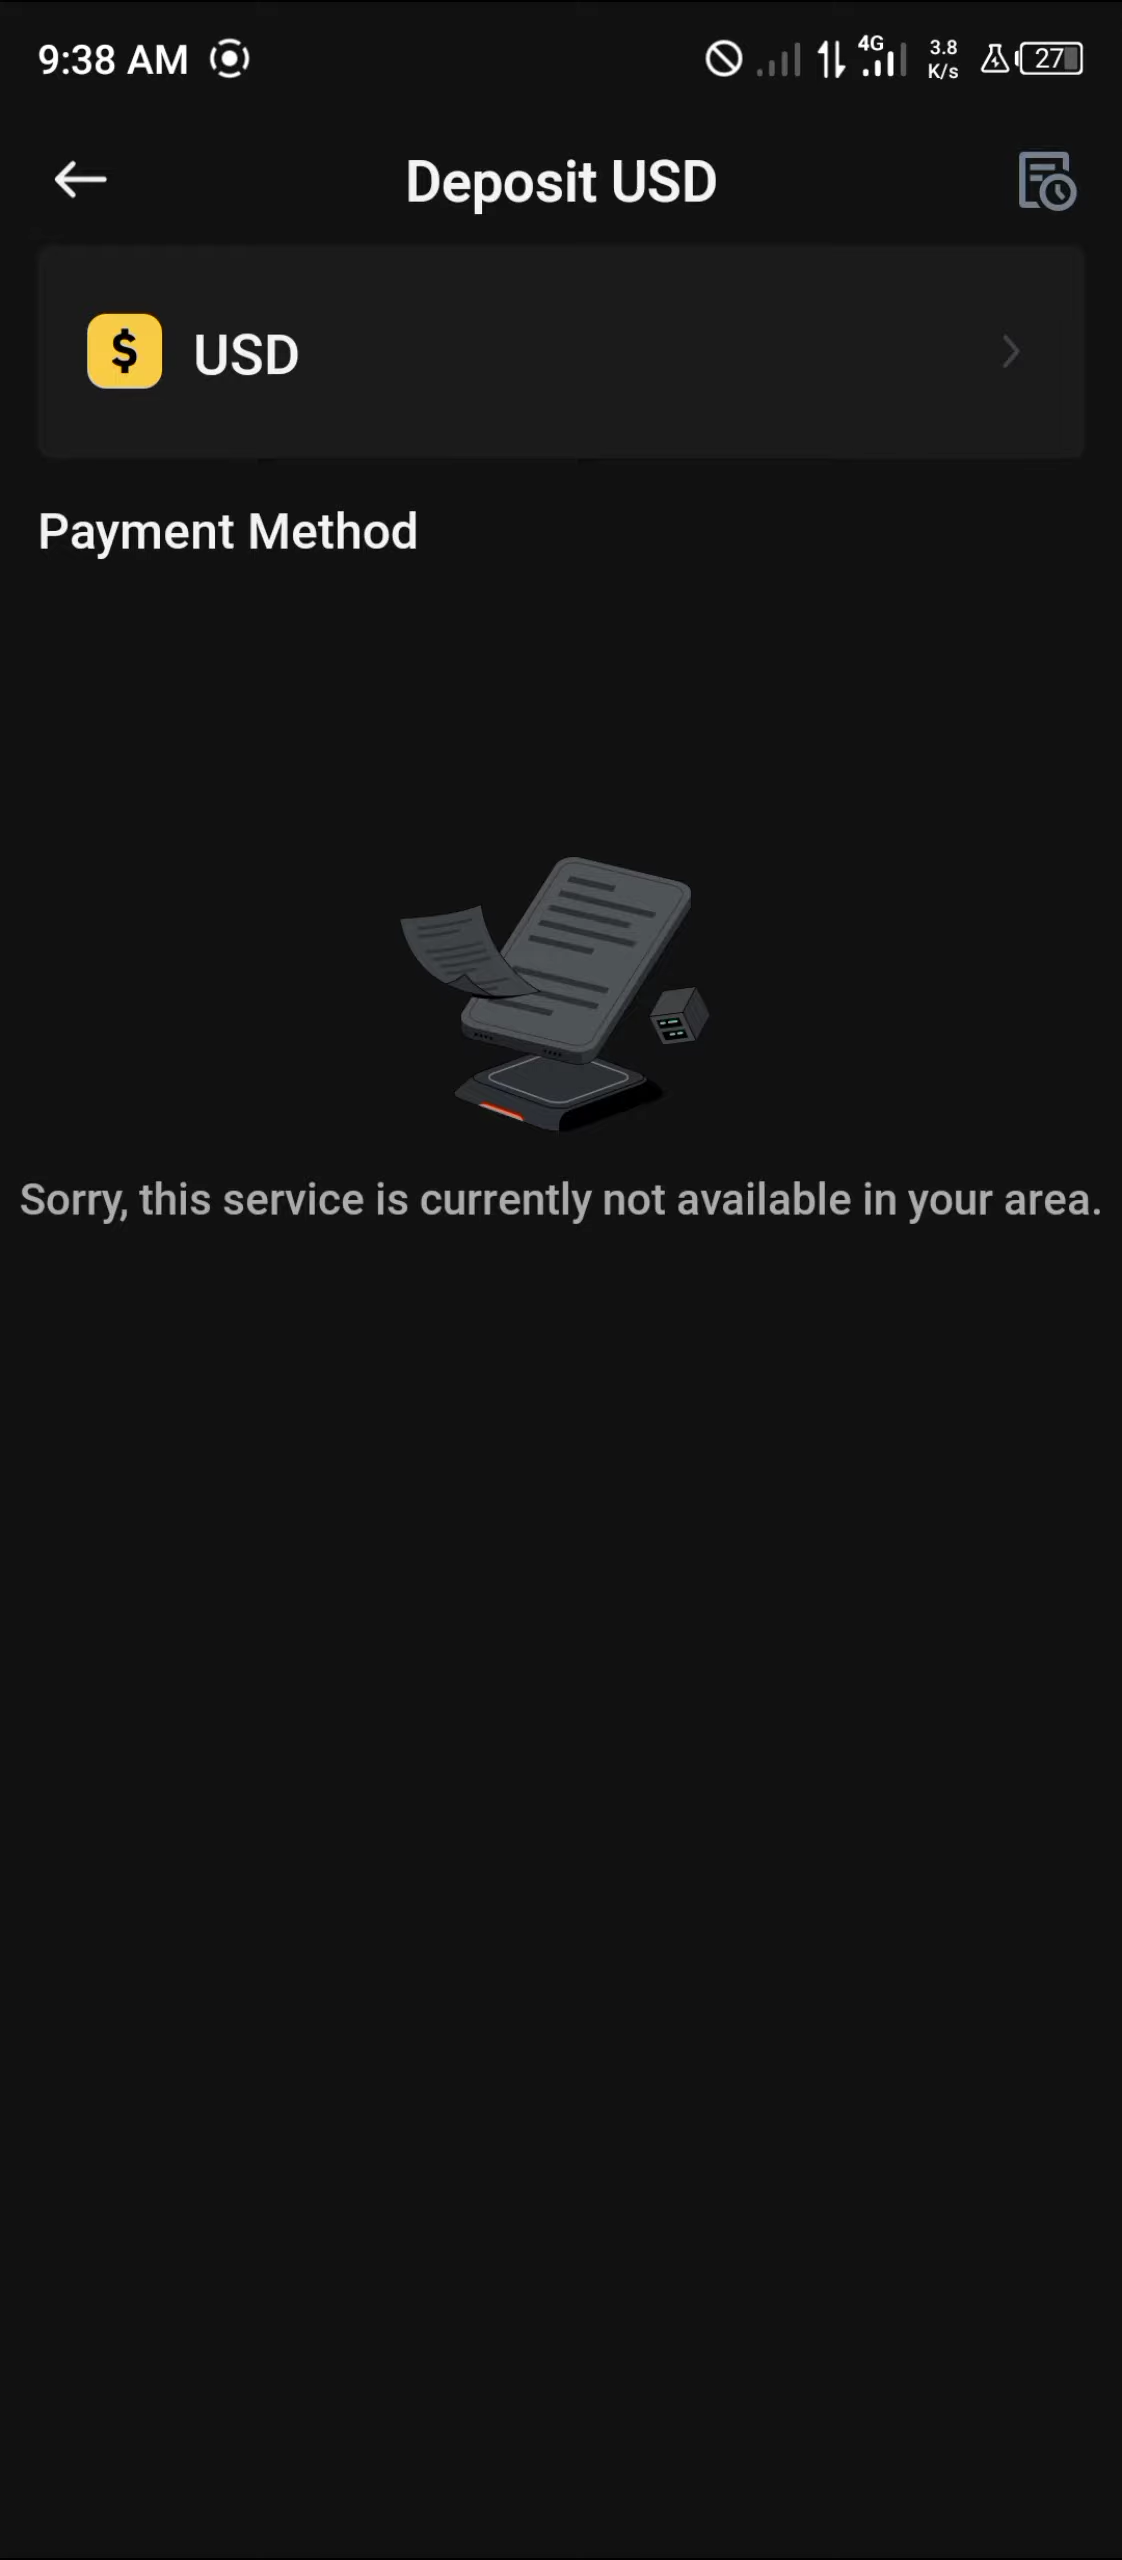 9:38 AM 4G 3.8 K/s 27
Deposit USD
$ USD
Payment Method
Sorry, this service is currently not available in your area.